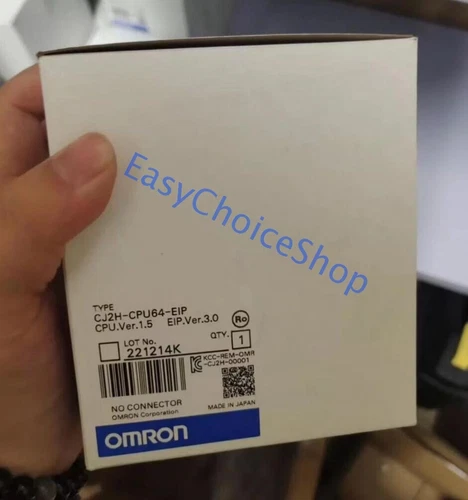 EasyChoiceShop
TYPE
CJ2H-CPU64-EIP
CPU.Ver.1.5 EIP.Ver.3.0
Ro
LOT No. QTY.
221214K 1
KCC-REM-OMR
-CJ2H-00001
NO CONNECTOR
OMRON Corporation
MADE IN JAPAN
OMRON